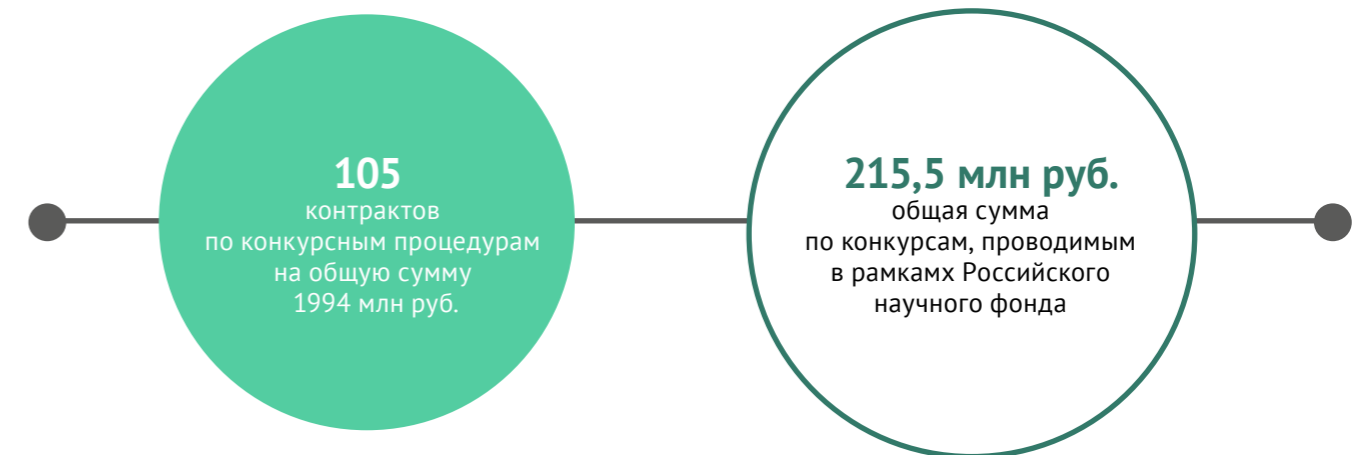 105
контрактов
по конкурсным процедурам
на общую сумму
1994 млн руб.
215,5 млн руб.
общая сумма
по конкурсам, проводимым
в рамкамх Российского
научного фонда